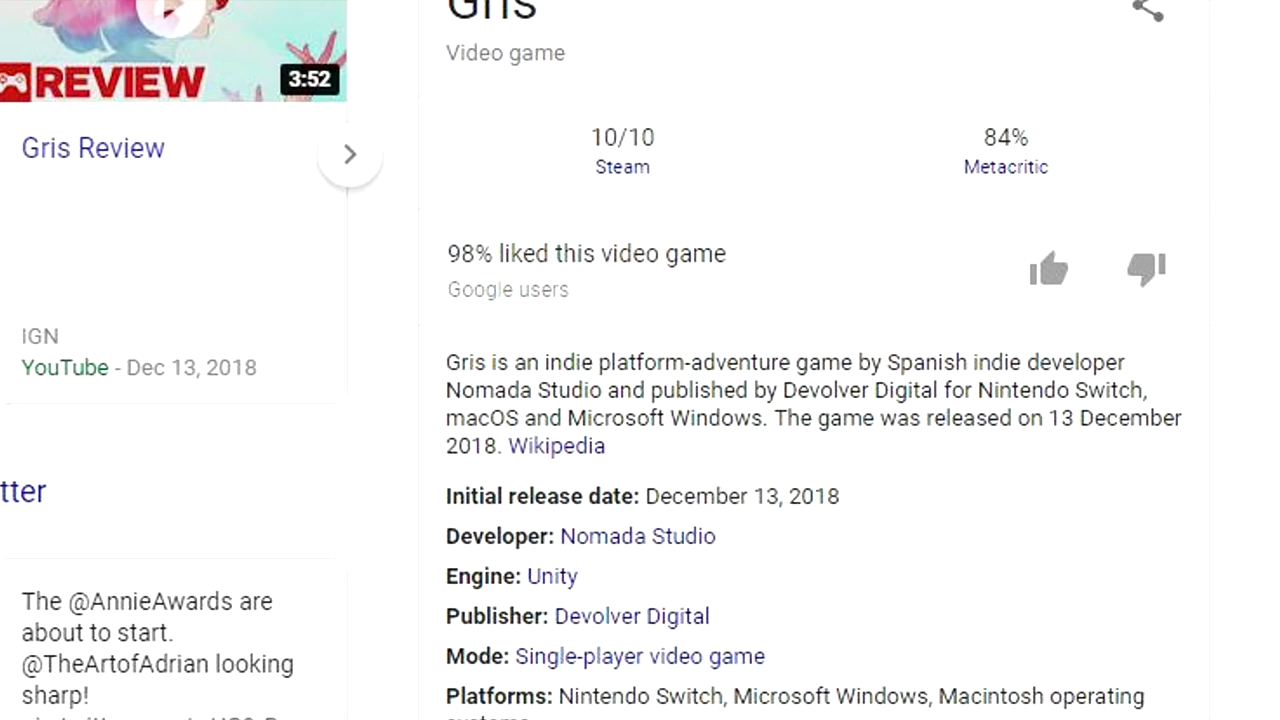 REVIEW
3:52
Gris Review
IGN
YouTube - Dec 13, 2018
tter
The @AnnieAwards are
about to start.
@TheArtofAdrian looking
sharp!
Gris
Video game
10/10
Steam
84%
Metacritic
98% liked this video game
Google users
Gris is an indie platform-adventure game by Spanish indie developer
Nomada Studio and published by Devolver Digital for Nintendo Switch,
macOS and Microsoft Windows. The game was released on 13 December
2018. Wikipedia
Initial release date: December 13, 2018
Developer: Nomada Studio
Engine: Unity
Publisher: Devolver Digital
Mode: Single-player video game
Platforms: Nintendo Switch, Microsoft Windows, Macintosh operating
systems